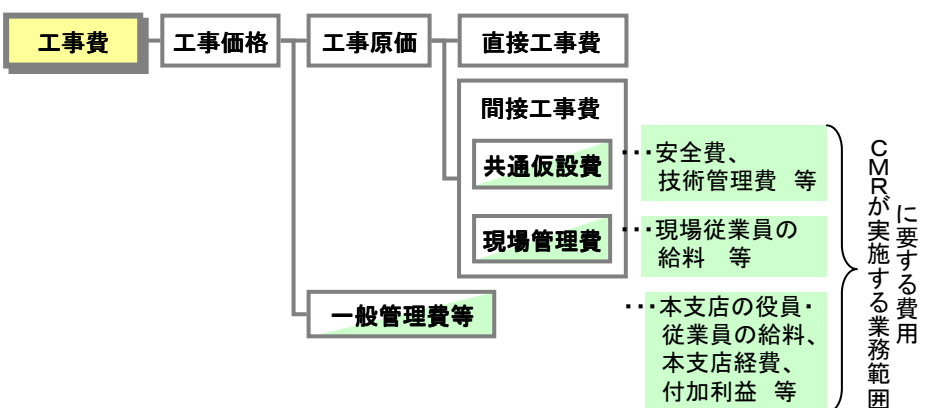 工事費
工事価格
工事原価
直接工事費
間接工事費
共通仮設費
・・・安全費、
技術管理費 等
現場管理費
・・・現場従業員の
給料 等
一般管理費等
・・・本支店の役員・
従業員の給料、
本支店経費、
付加利益 等
CMRが実施する業務範囲
に要する費用